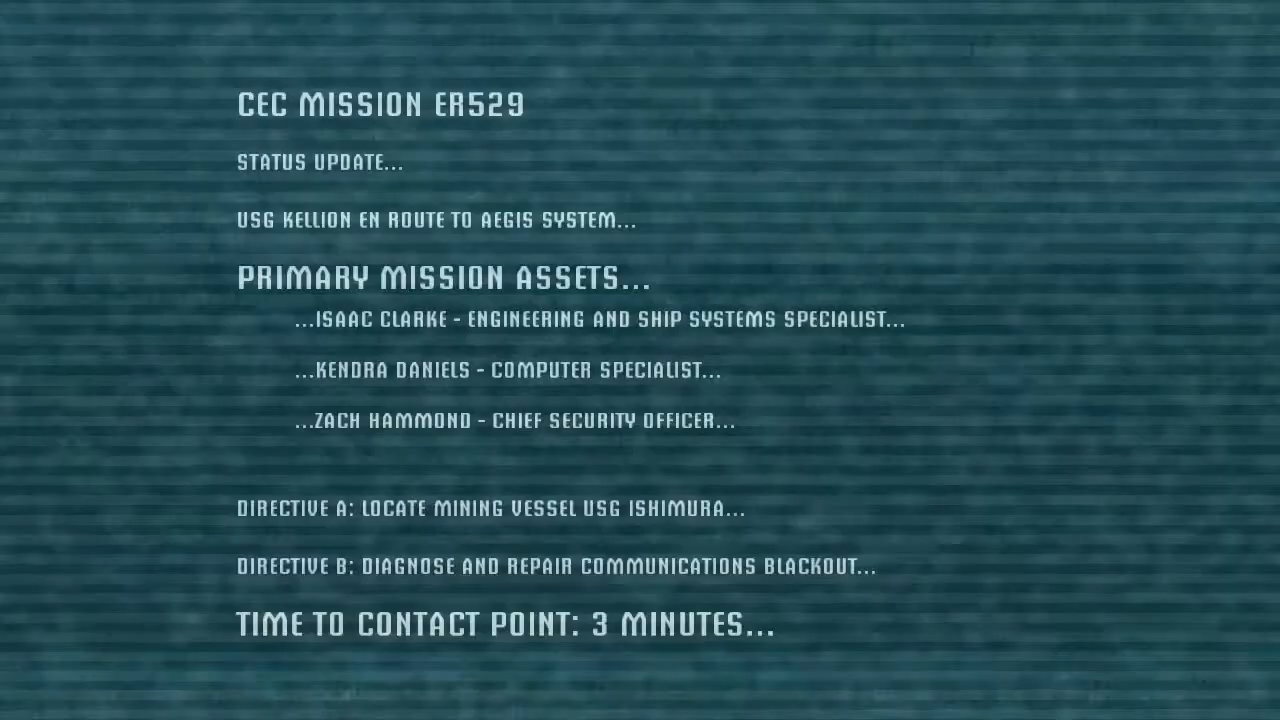 CEC MISSION ER529
STATUS UPDATE...
USG KELLION EN ROUTE TO AEGIS SYSTEM...
PRIMARY MISSION ASSETS...
...ISAAC CLARKE - ENGINEERING AND SHIP SYSTEMS SPECIALIST...
...KENDRA DANIELS - COMPUTER SPECIALIST...
...ZACH HAMMOND - CHIEF SECURITY OFFICER...
DIRECTIVE A: LOCATE MINING VESSEL USG ISHIMURA...
DIRECTIVE B: DIAGNOSE AND REPAIR COMMUNICATIONS BLACKOUT...
TIME TO CONTACT POINT: 3 MINUTES...